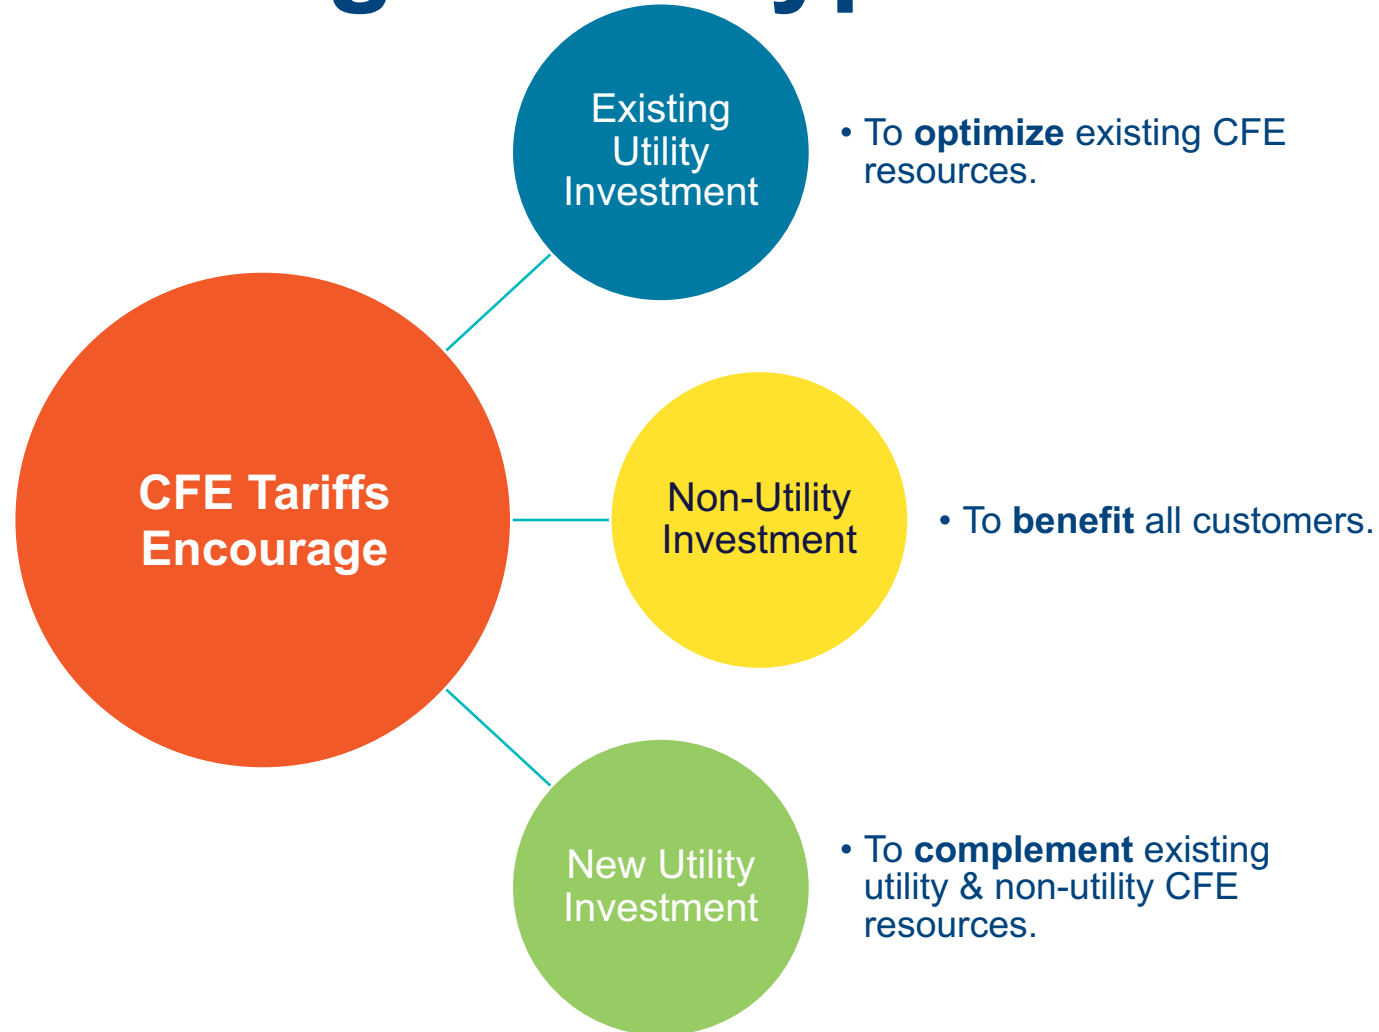 Existing
Utility
Investment
• To optimize existing CFE
resources.
CFE Tariffs
Encourage
Non-Utility
Investment
• To benefit all customers.
New Utility
Investment
• To complement existing
utility & non-utility CFE
resources.